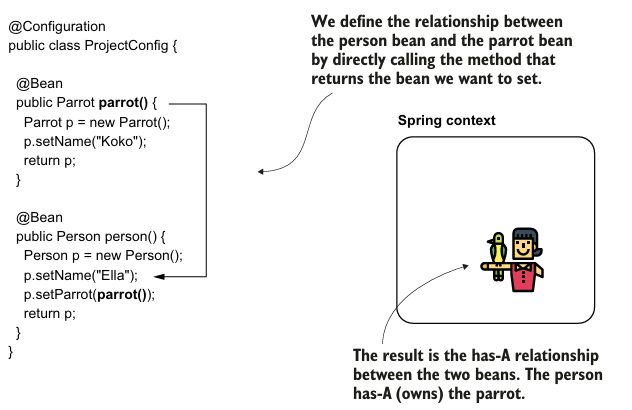 @Configuration
public class ProjectConfig {
@Bean
public Parrot parrot() {
Parrot p = new Parrot();
p.setName("Koko");
return p;
}
@Bean
public Person person() {
Person p = new Person();
p.setName("Ella");
p.setParrot(parrot());
return p;
}
}
We define the relationship between
the person bean and the parrot bean
by directly calling the method that
returns the bean we want to set.
Spring context
The result is the has-A relationship
between the two beans. The person
has-A (owns) the parrot.